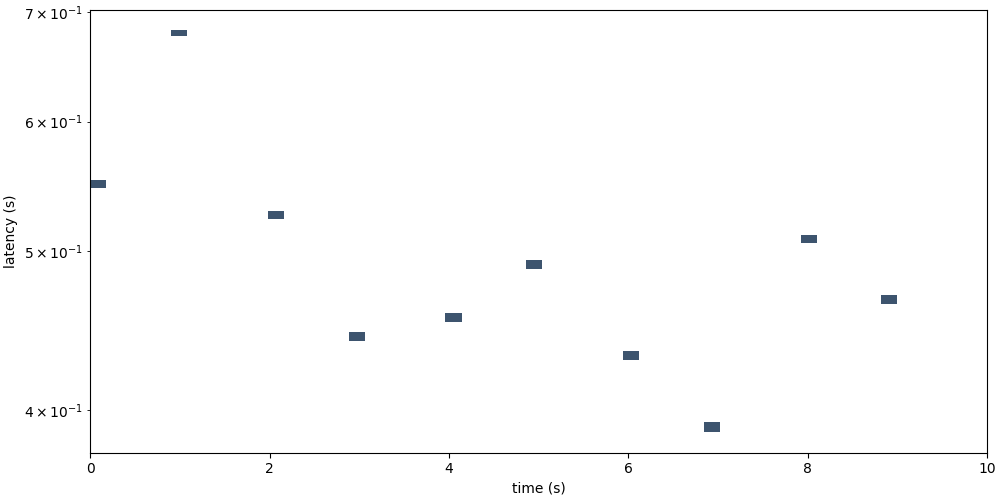 7 × 10⁻¹
6 × 10⁻¹
5 × 10⁻¹
4 × 10⁻¹
latency (s)
0 2 4 6 8 10
time (s)